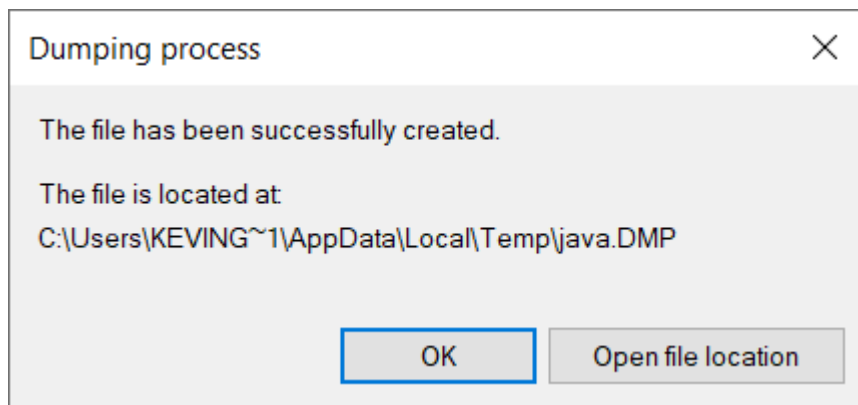 Dumping process
The file has been successfully created.
The file is located at:
C:\Users\KEVING~1\AppData\Local\Temp\java.DMP
OK
Open file location